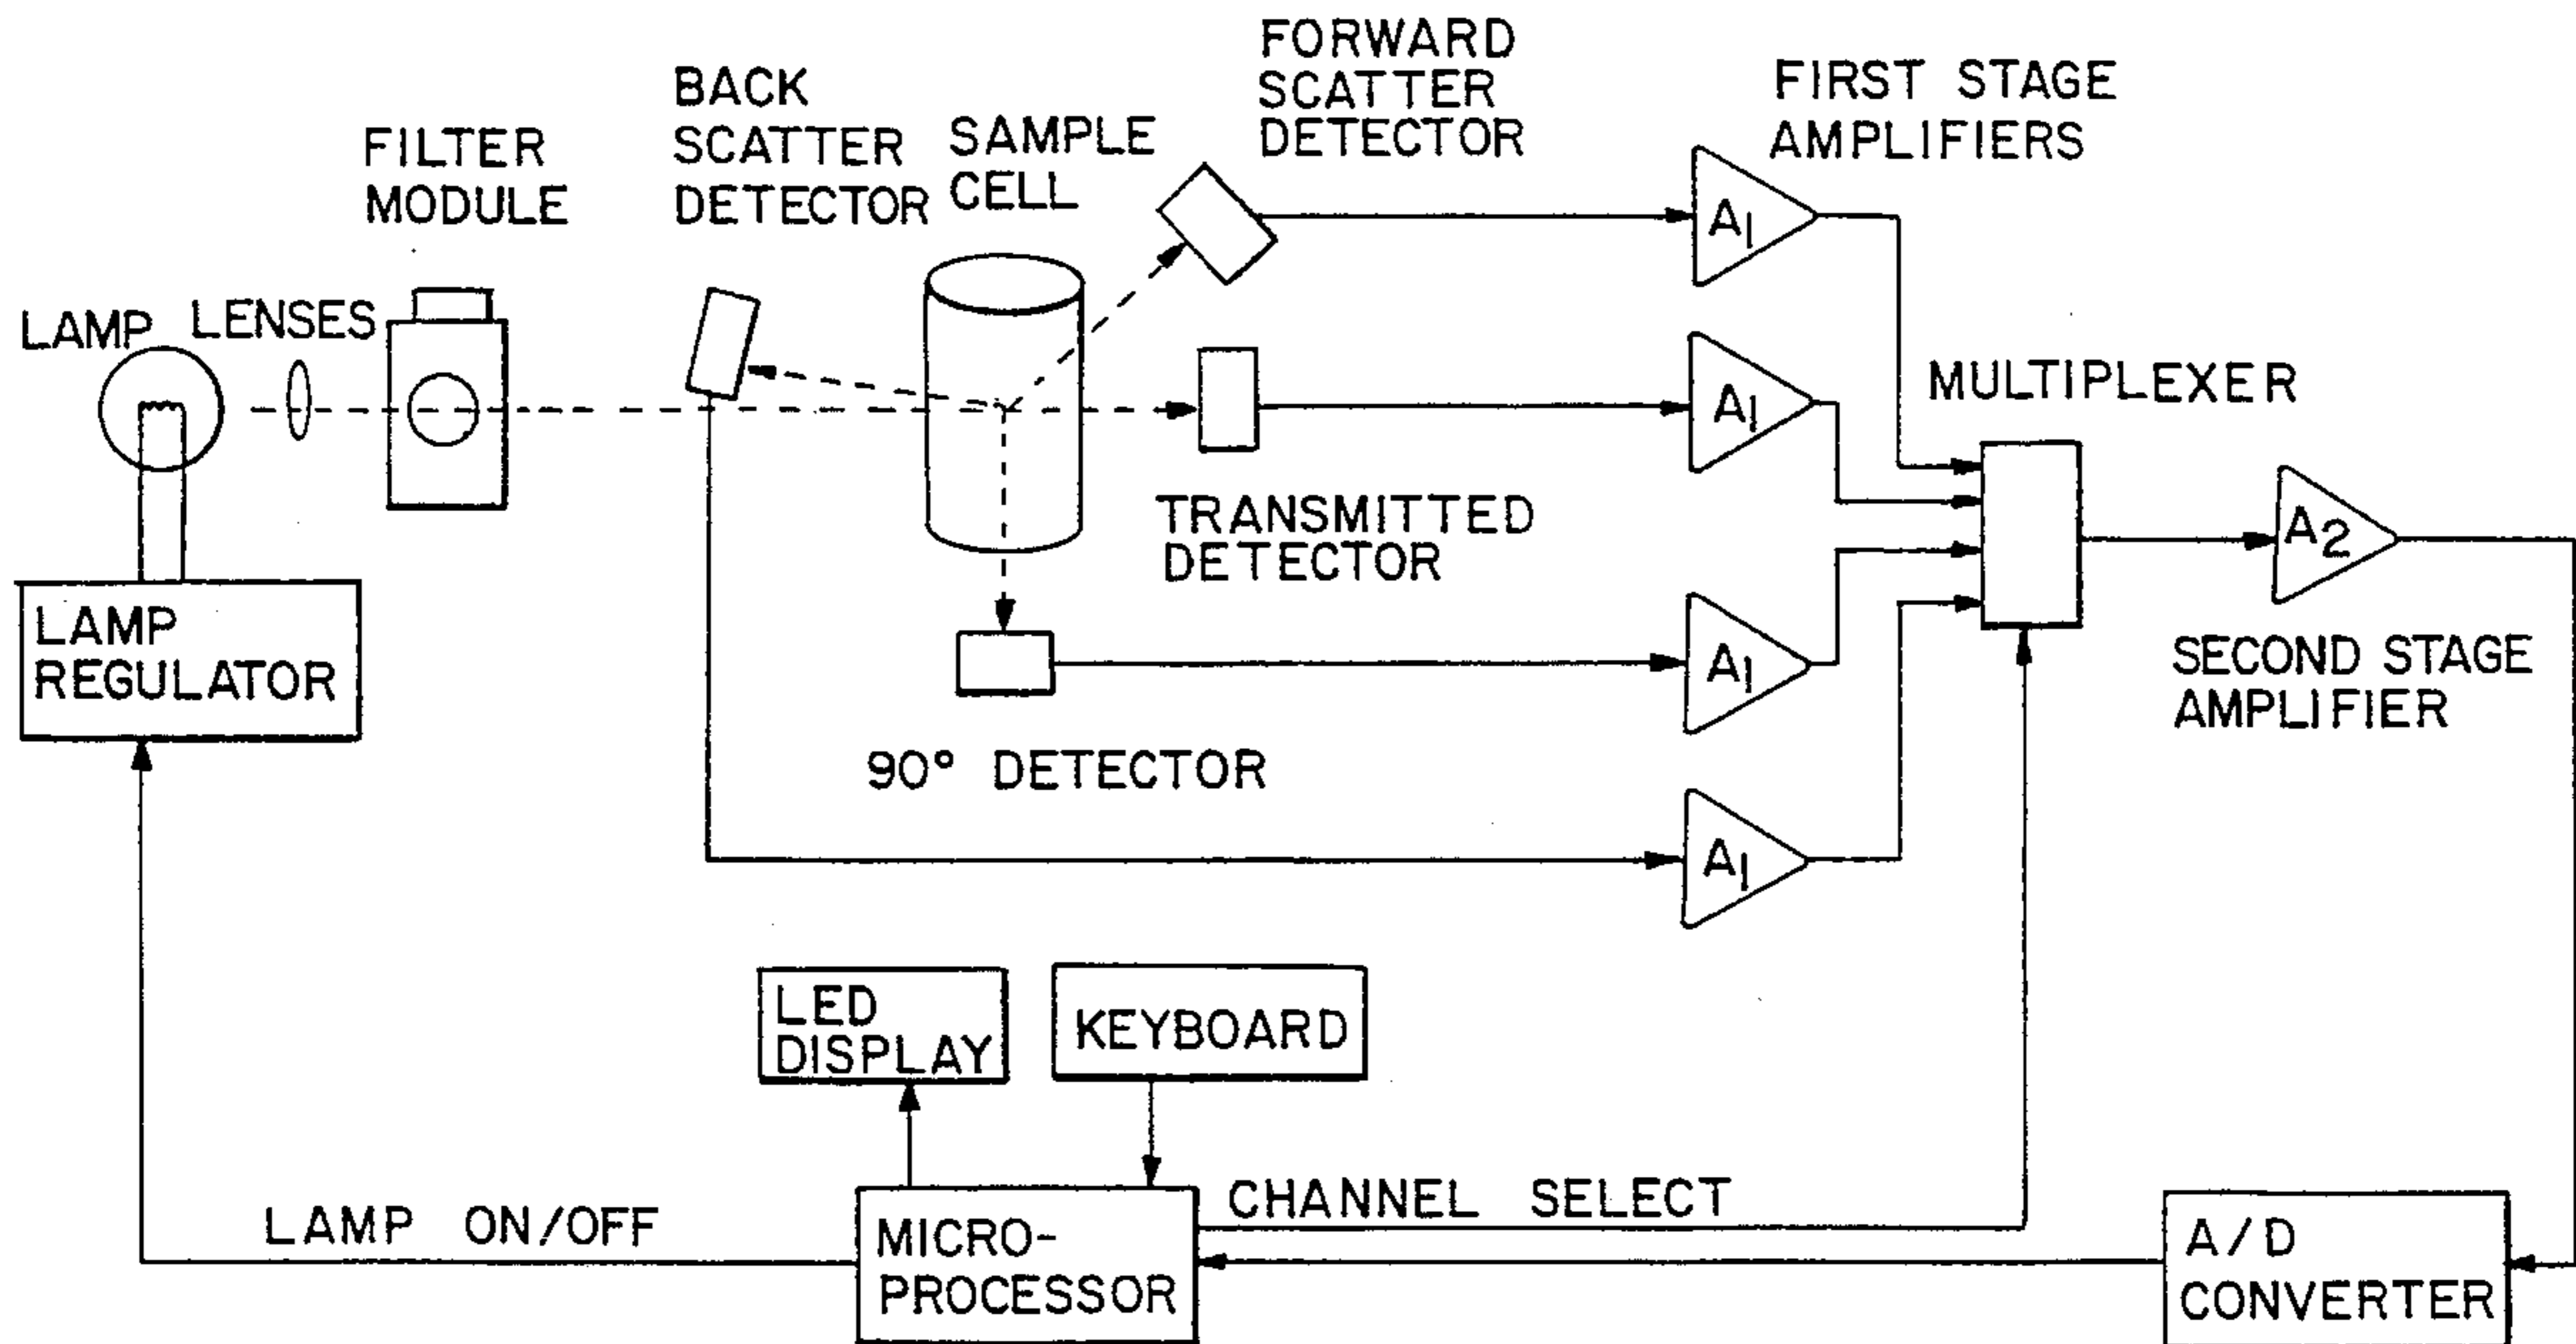 FORWARD
SCATTER
DETECTOR
FIRST STAGE
AMPLIFIERS
BACK
SCATTER
DETECTOR
SAMPLE
CELL
FILTER
MODULE
LAMP
LENSES
A1
A1
A1
A1
MULTIPLEXER
A2
TRANSMITTED
DETECTOR
LAMP
REGULATOR
SECOND STAGE
AMPLIFIER
90° DETECTOR
LED
DISPLAY
KEYBOARD
LAMP ON/OFF
CHANNEL SELECT
MICRO-
PROCESSOR
A/D
CONVERTER